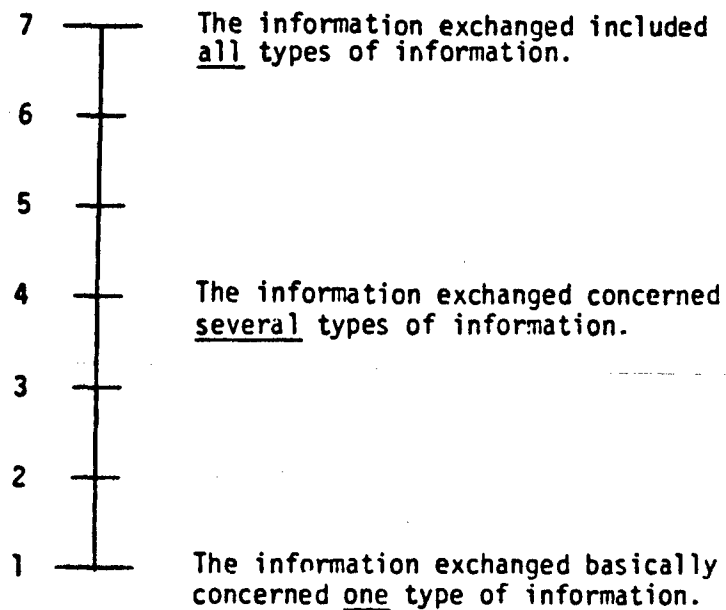 7 The information exchanged included
all types of information.
6
5
4 The information exchanged concerned
several types of information.
3
2
1 The information exchanged basically
concerned one type of information.